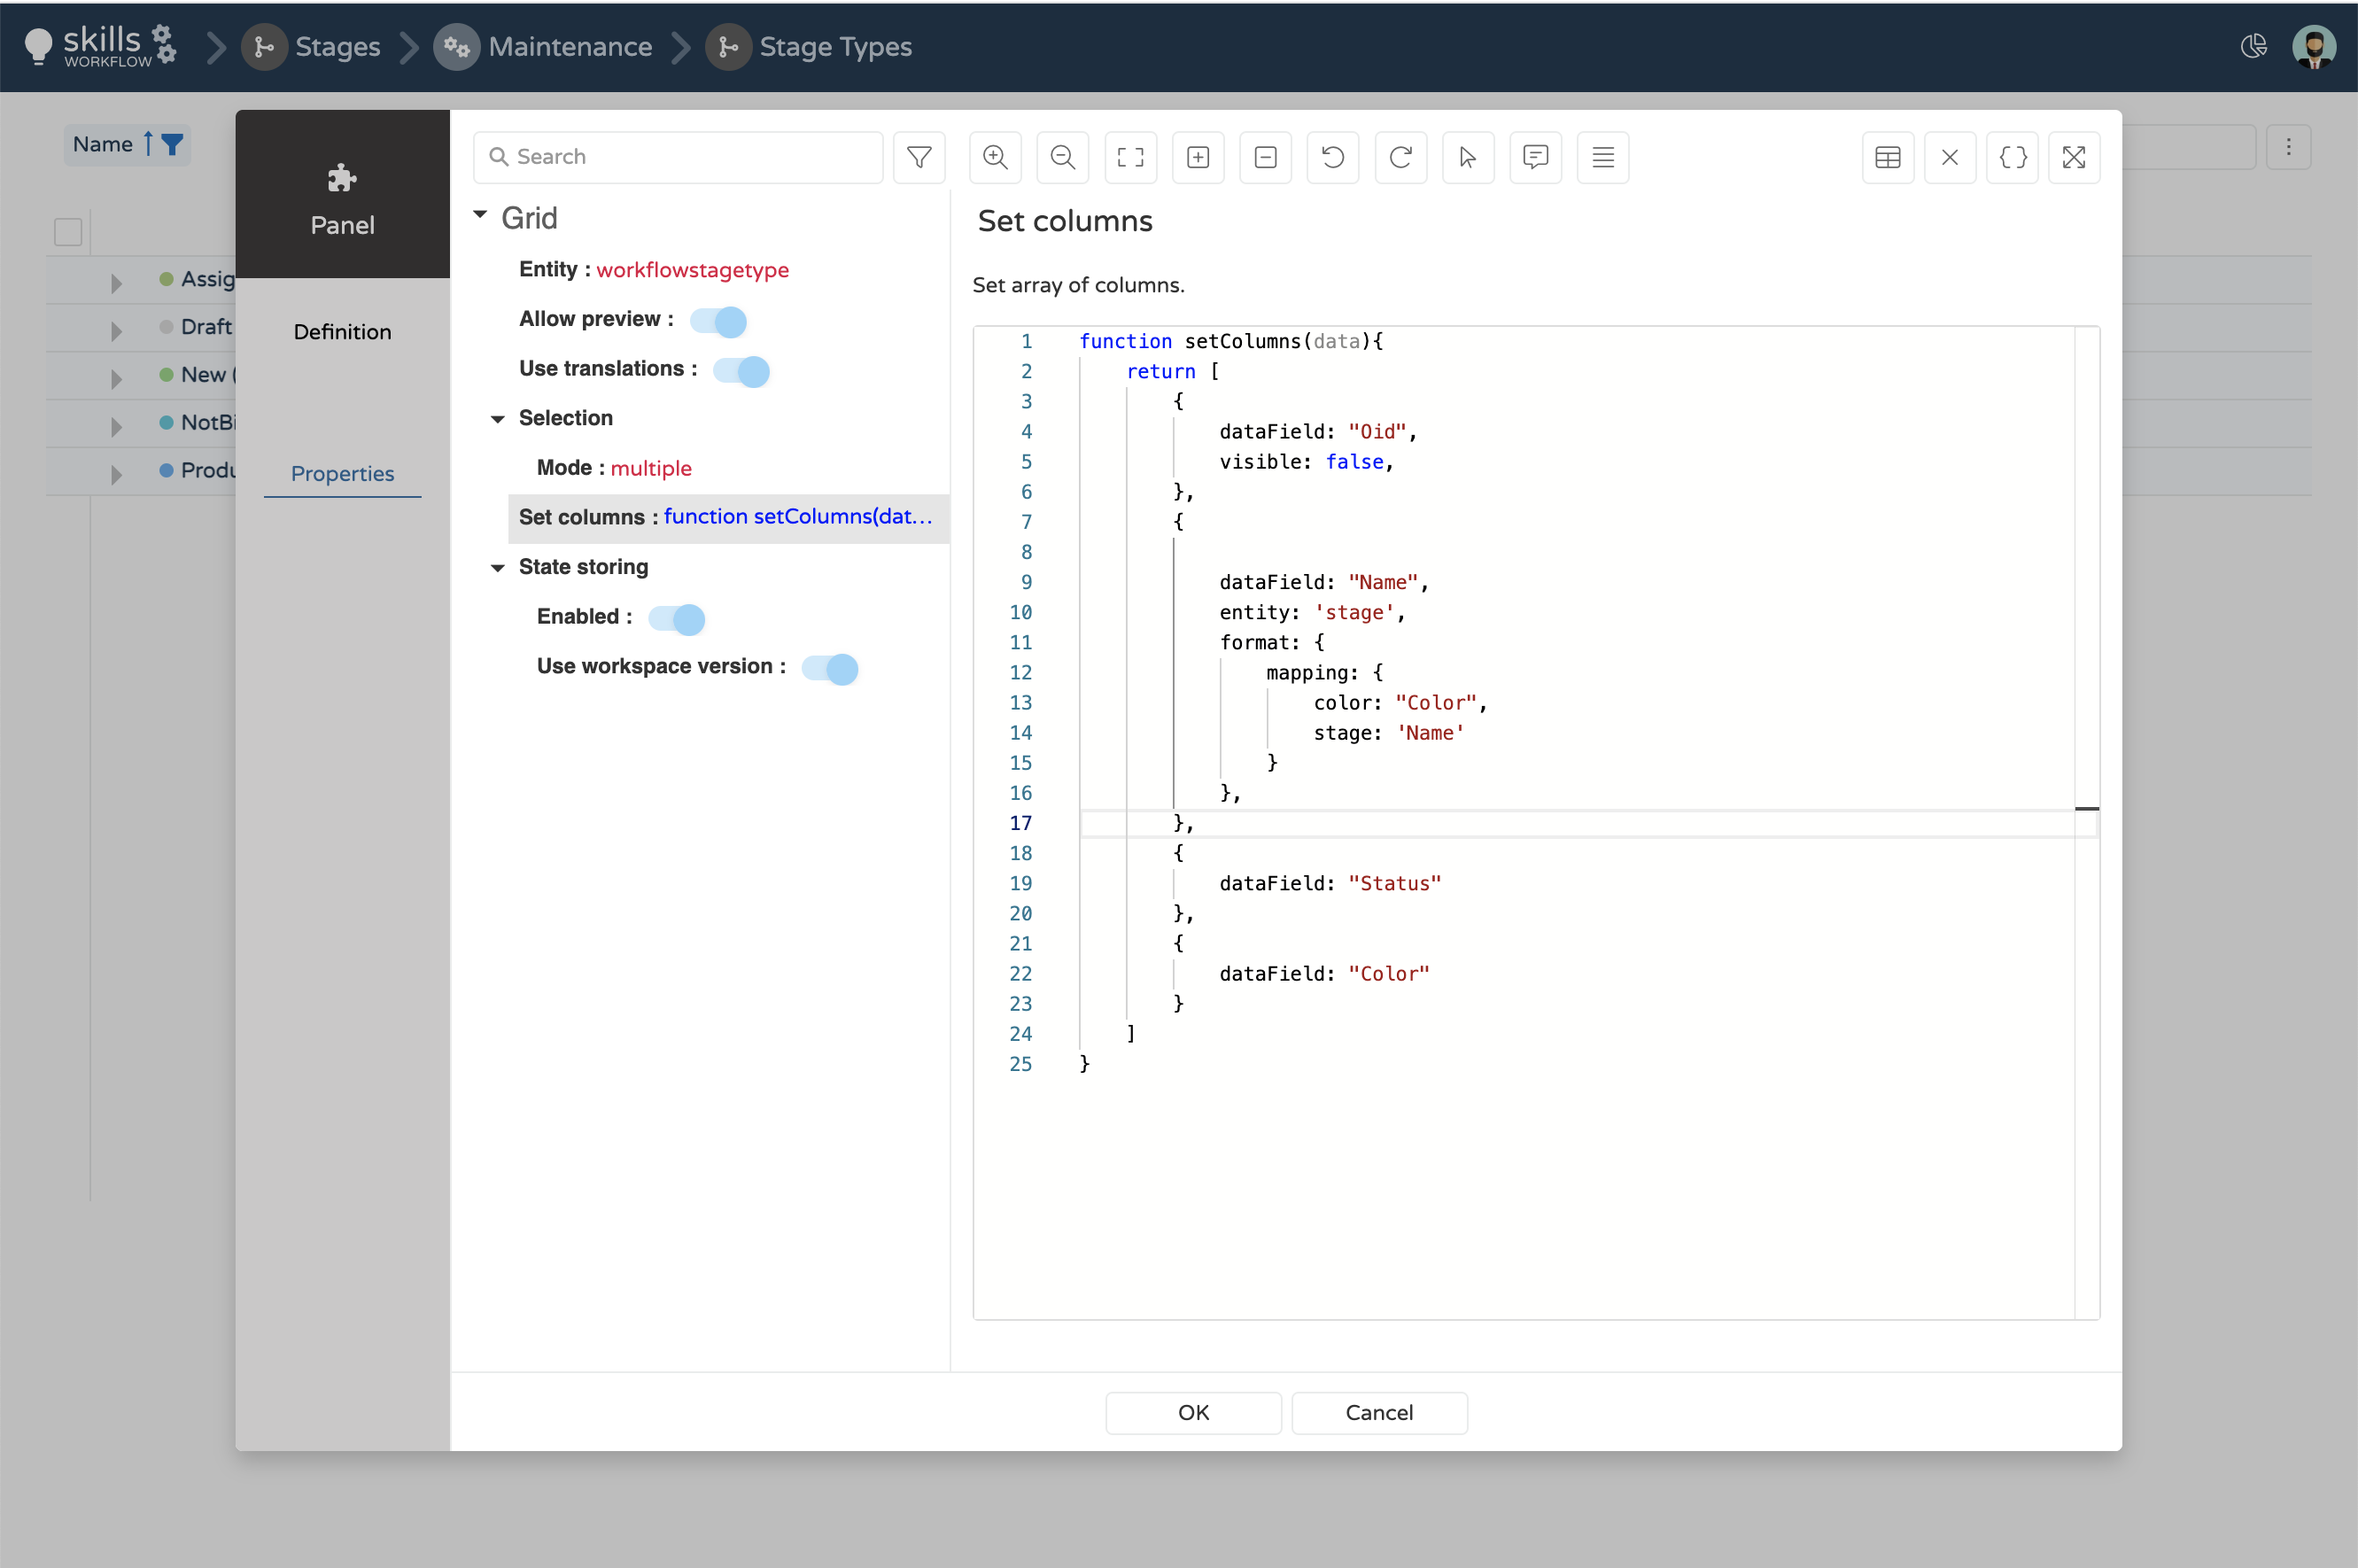 skills
WORKFLOW
Stages
Maintenance
Stage Types
Name
Assig
Draft
New (
NotBi
Produ
Panel
Definition
Properties
Search
Grid
Entity : workflowstagetype
Allow preview :
Use translations :
Selection
Mode : multiple
Set columns : function setColumns(dat...
State storing
Enabled :
Use workspace version :
Set columns
Set array of columns.
1 function setColumns(data){
2 return [
3 {
4 dataField: "Oid",
5 visible: false,
6 },
7 {
8
9 dataField: "Name",
10 entity: 'stage',
11 format: {
12 mapping: {
13 color: "Color",
14 stage: 'Name'
15 }
16 },
17 },
18 {
19 dataField: "Status"
20 },
21 {
22 dataField: "Color"
23 }
24 ]
25 }
OK
Cancel